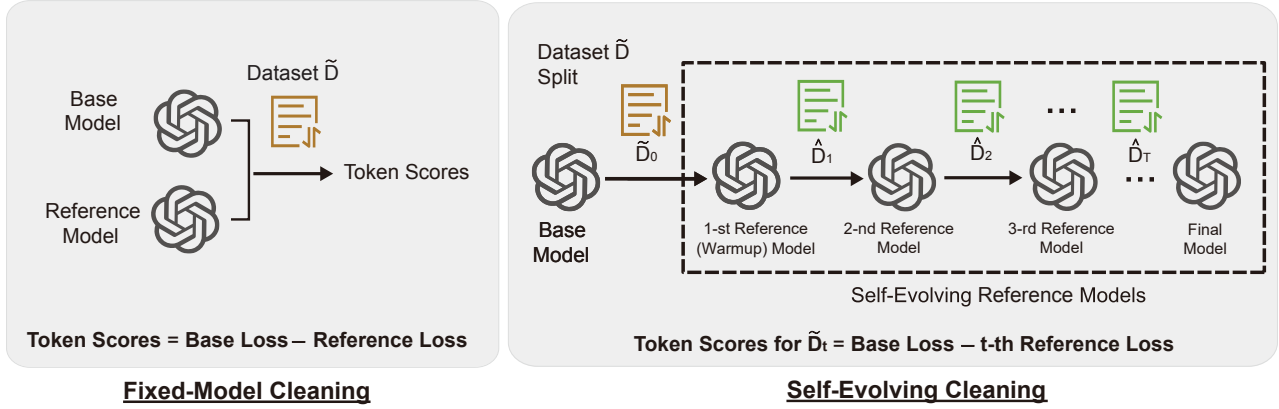 Dataset D̃
Base
Model
Token Scores
Reference
Model
Token Scores = Base Loss – Reference Loss
Fixed-Model Cleaning
Dataset D̃
Split
D̃₀
D̂₁
D̂₂
...
D̂T
...
Base
Model
1-st Reference
(Warmup) Model
2-nd Reference
Model
3-rd Reference
Model
Final
Model
Self-Evolving Reference Models
Token Scores for D̃t = Base Loss – t-th Reference Loss
Self-Evolving Cleaning